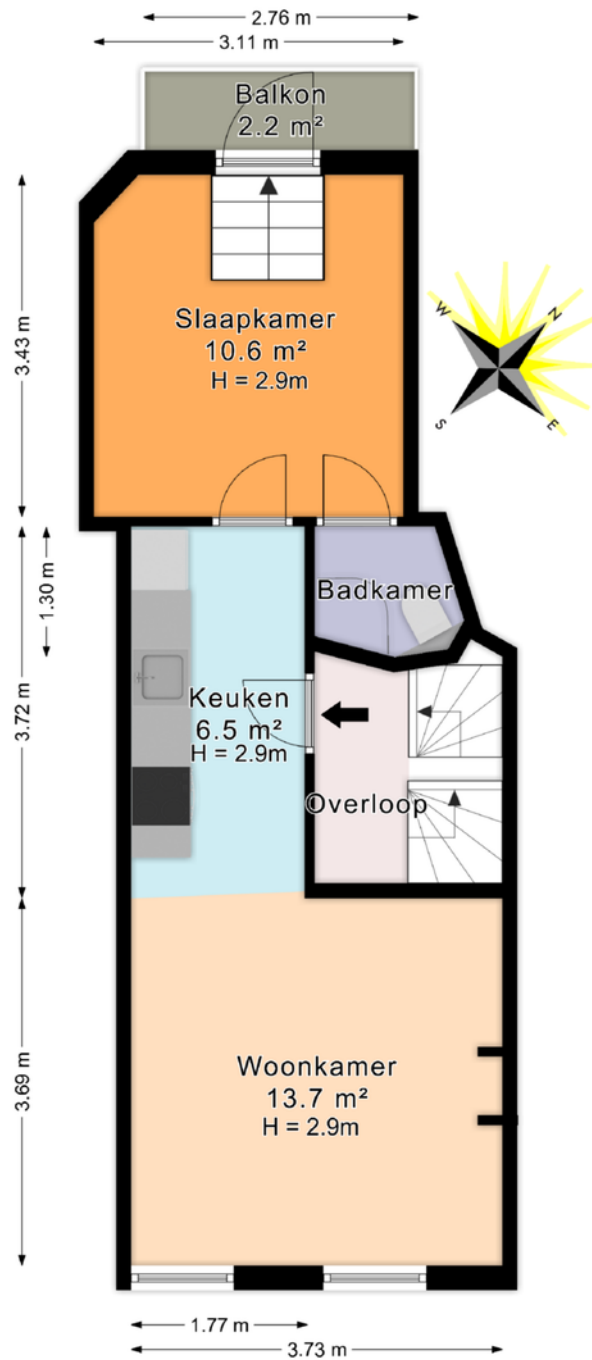 2.76 m
3.11 m
Balkon
2.2 m²
3.43 m
Slaapkamer
10.6 m²
H = 2.9m
W
N
S
E
1.30 m
3.72 m
Badkamer
Keuken
6.5 m²
H = 2.9m
Overloop
3.69 m
Woonkamer
13.7 m²
H = 2.9m
1.77 m
3.73 m